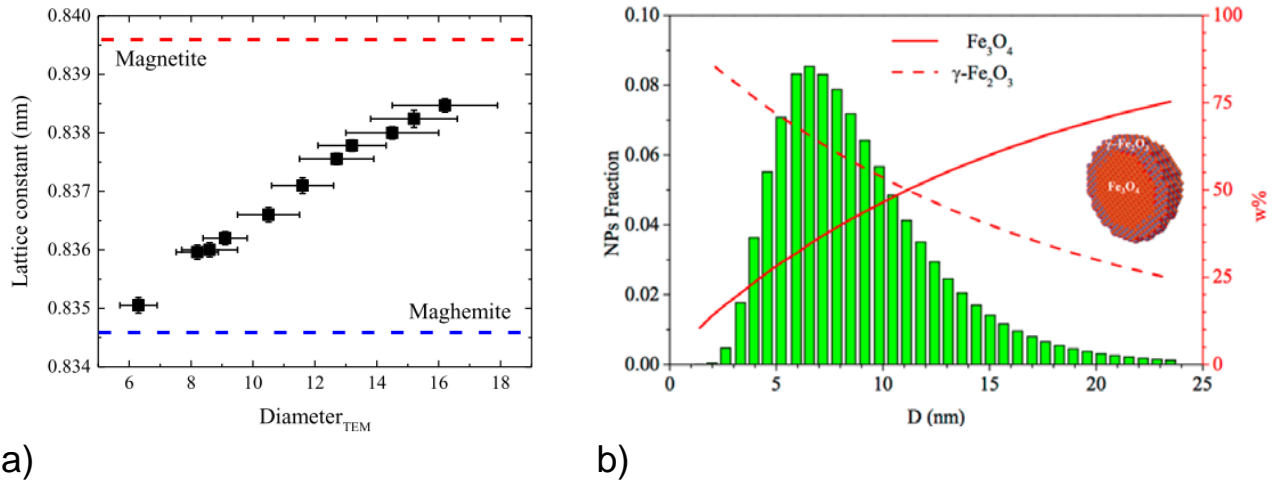 0.840
0.839
0.838
0.837
0.836
0.835
0.834
Lattice constant (nm)
Magnetite
Maghemite
6 8 10 12 14 16 18
Diameter_TEM
a)
0.10
0.08
0.06
0.04
0.02
0.00
NPs Fraction
Fe₃O₄
γ-Fe₂O₃
γ-Fe₂O₃
Fe₃O₄
100
75
50
25
0
w%
0 5 10 15 20 25
D (nm)
b)